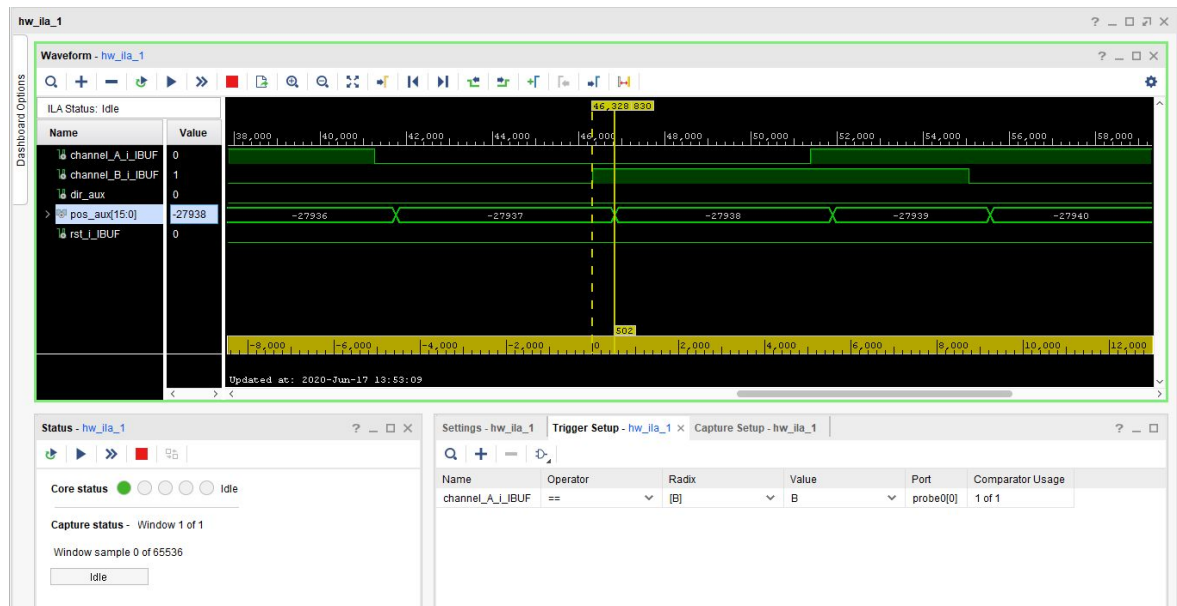 hw_ila_1
Dashboard Options
Waveform - hw_ila_1
ILA Status: Idle
Name Value
channel_A_i_IBUF 0
channel_B_i_IBUF 1
dir_aux 0
pos_aux[15:0] -27938
rst_i_IBUF 0
46,328 830
38,000 40,000 42,000 44,000 46,000 48,000 50,000 52,000 54,000 56,000 58,000
-27936 -27937 -27938 -27939 -27940
502
-8,000 -6,000 -4,000 -2,000 0 2,000 4,000 6,000 8,000 10,000 12,000
Updated at: 2020-Jun-17 13:53:09
Status - hw_ila_1
Core status Idle
Capture status - Window 1 of 1
Window sample 0 of 65536
Idle
Settings - hw_ila_1 Trigger Setup - hw_ila_1 Capture Setup - hw_ila_1
Name Operator Radix Value Port Comparator Usage
channel_A_i_IBUF == [B] B probe0[0] 1 of 1